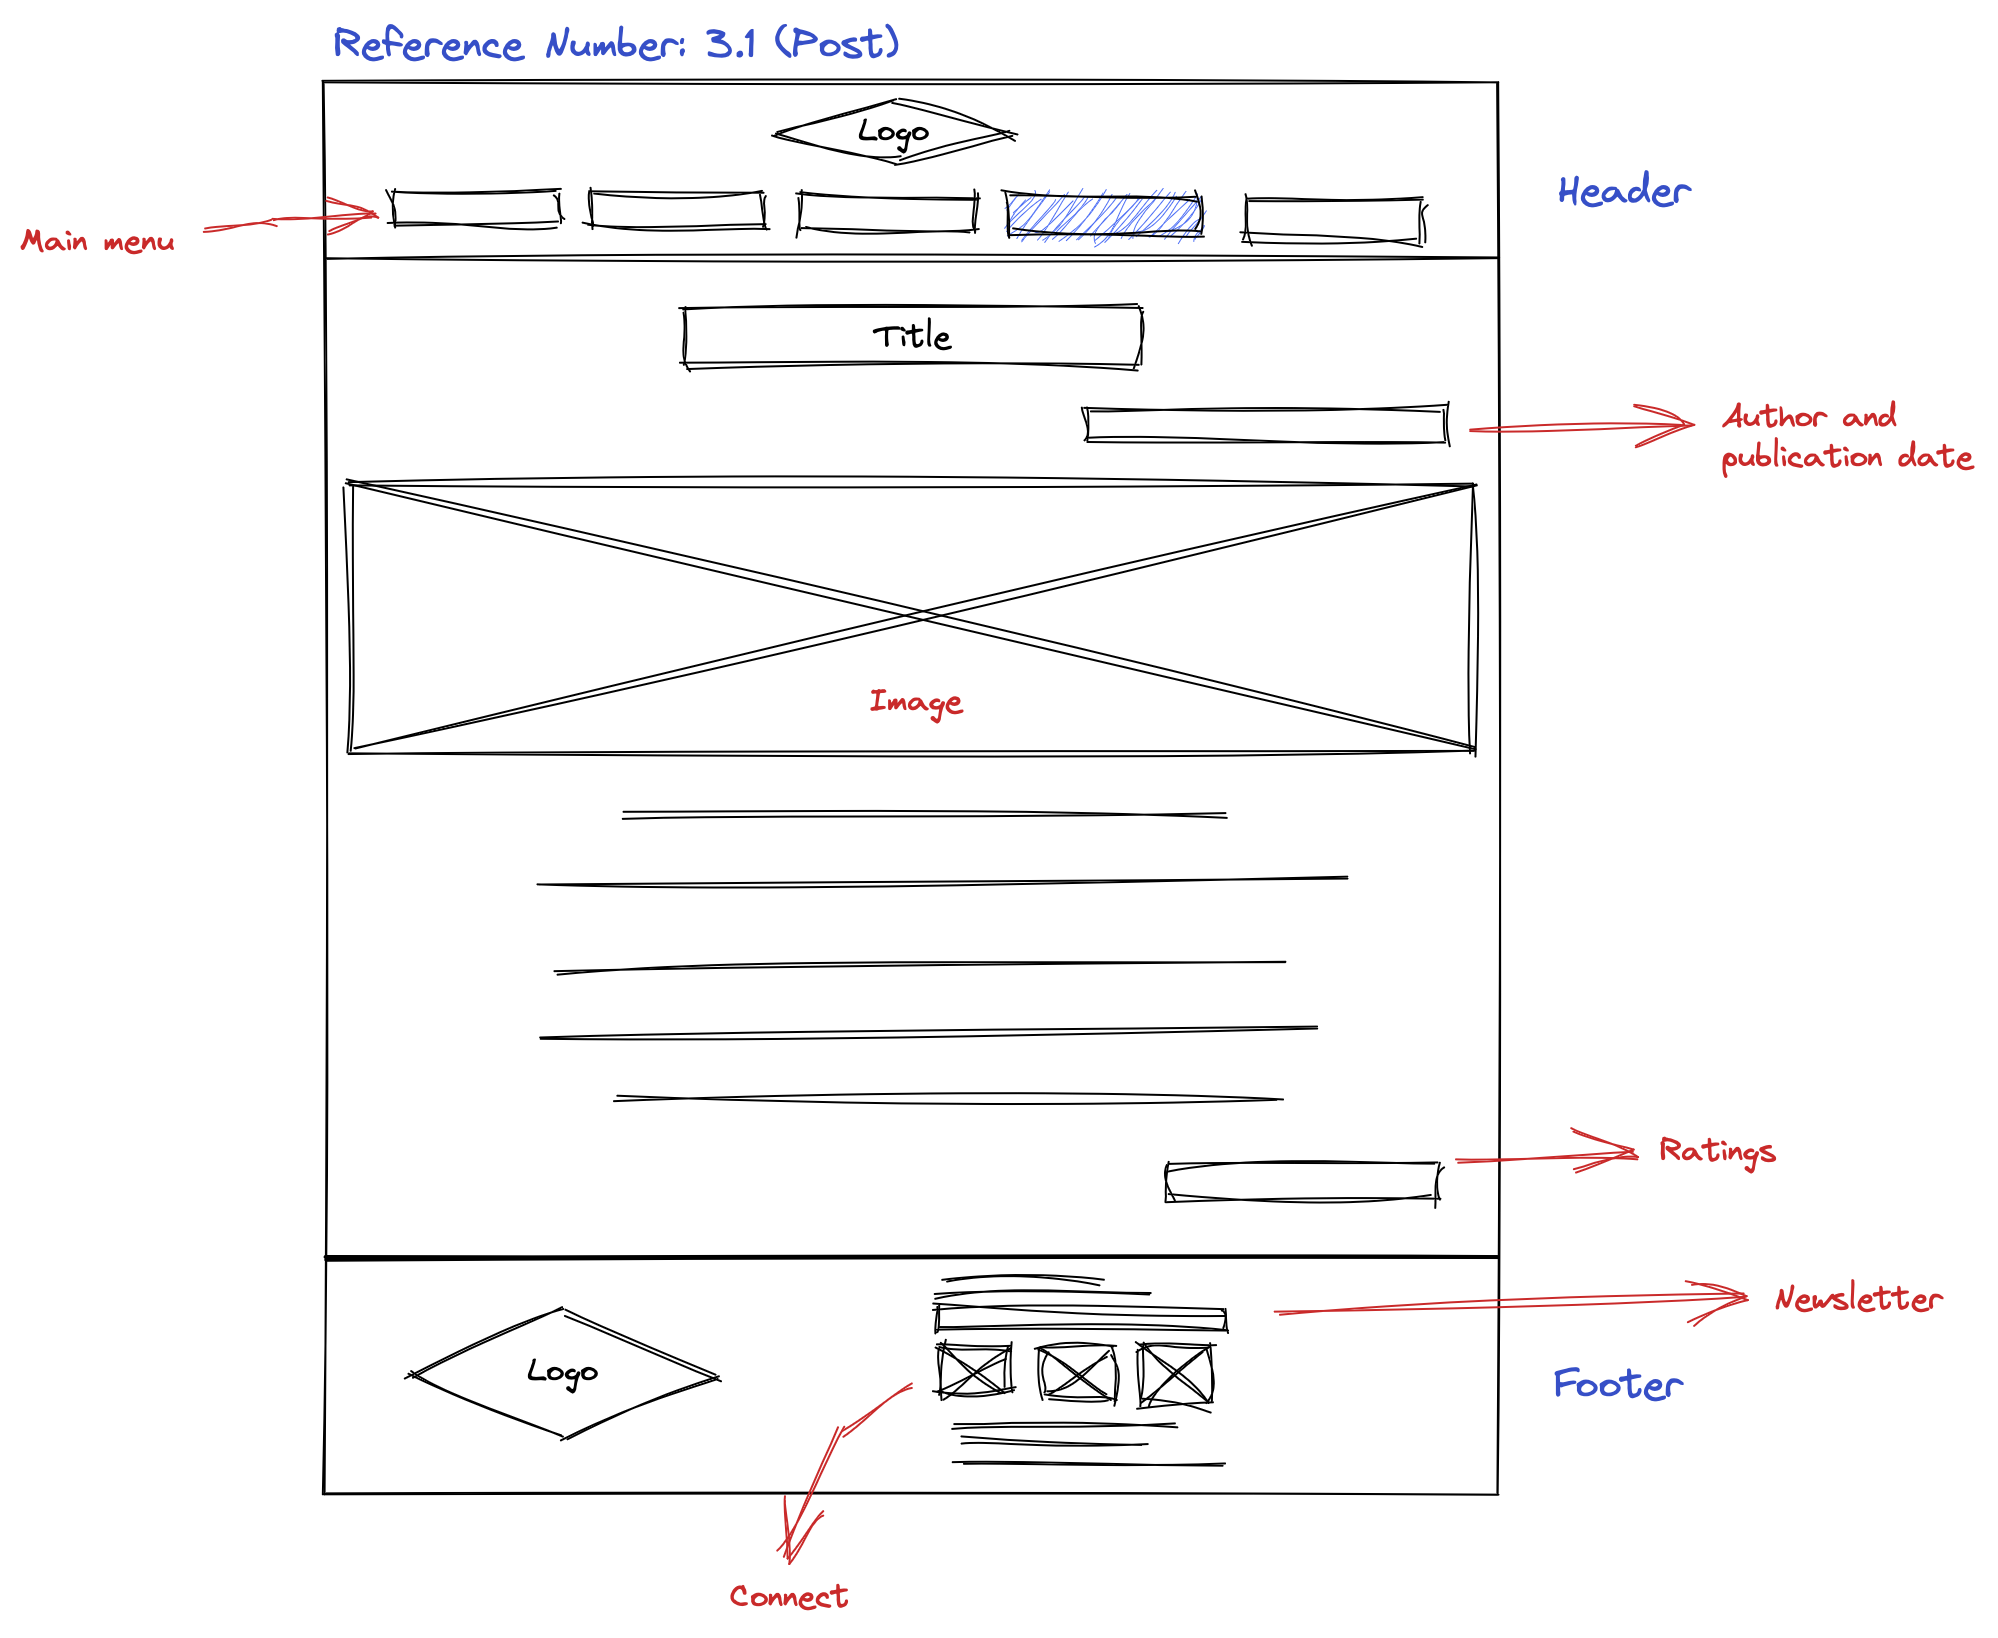 Reference Number: 3.1 (Post)
Logo
Header
Main menu
Title
Author and
publication date
Image
Ratings
Newsletter
Logo
Footer
Connect